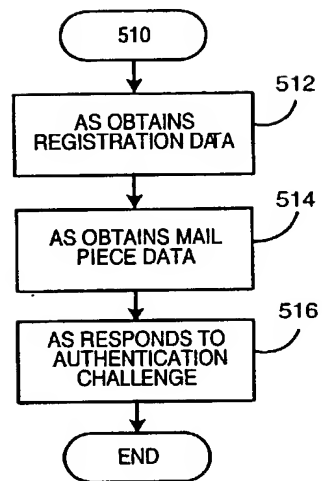 510
512
AS OBTAINS
REGISTRATION DATA
514
AS OBTAINS MAIL
PIECE DATA
516
AS RESPONDS TO
AUTHENTICATION
CHALLENGE
END